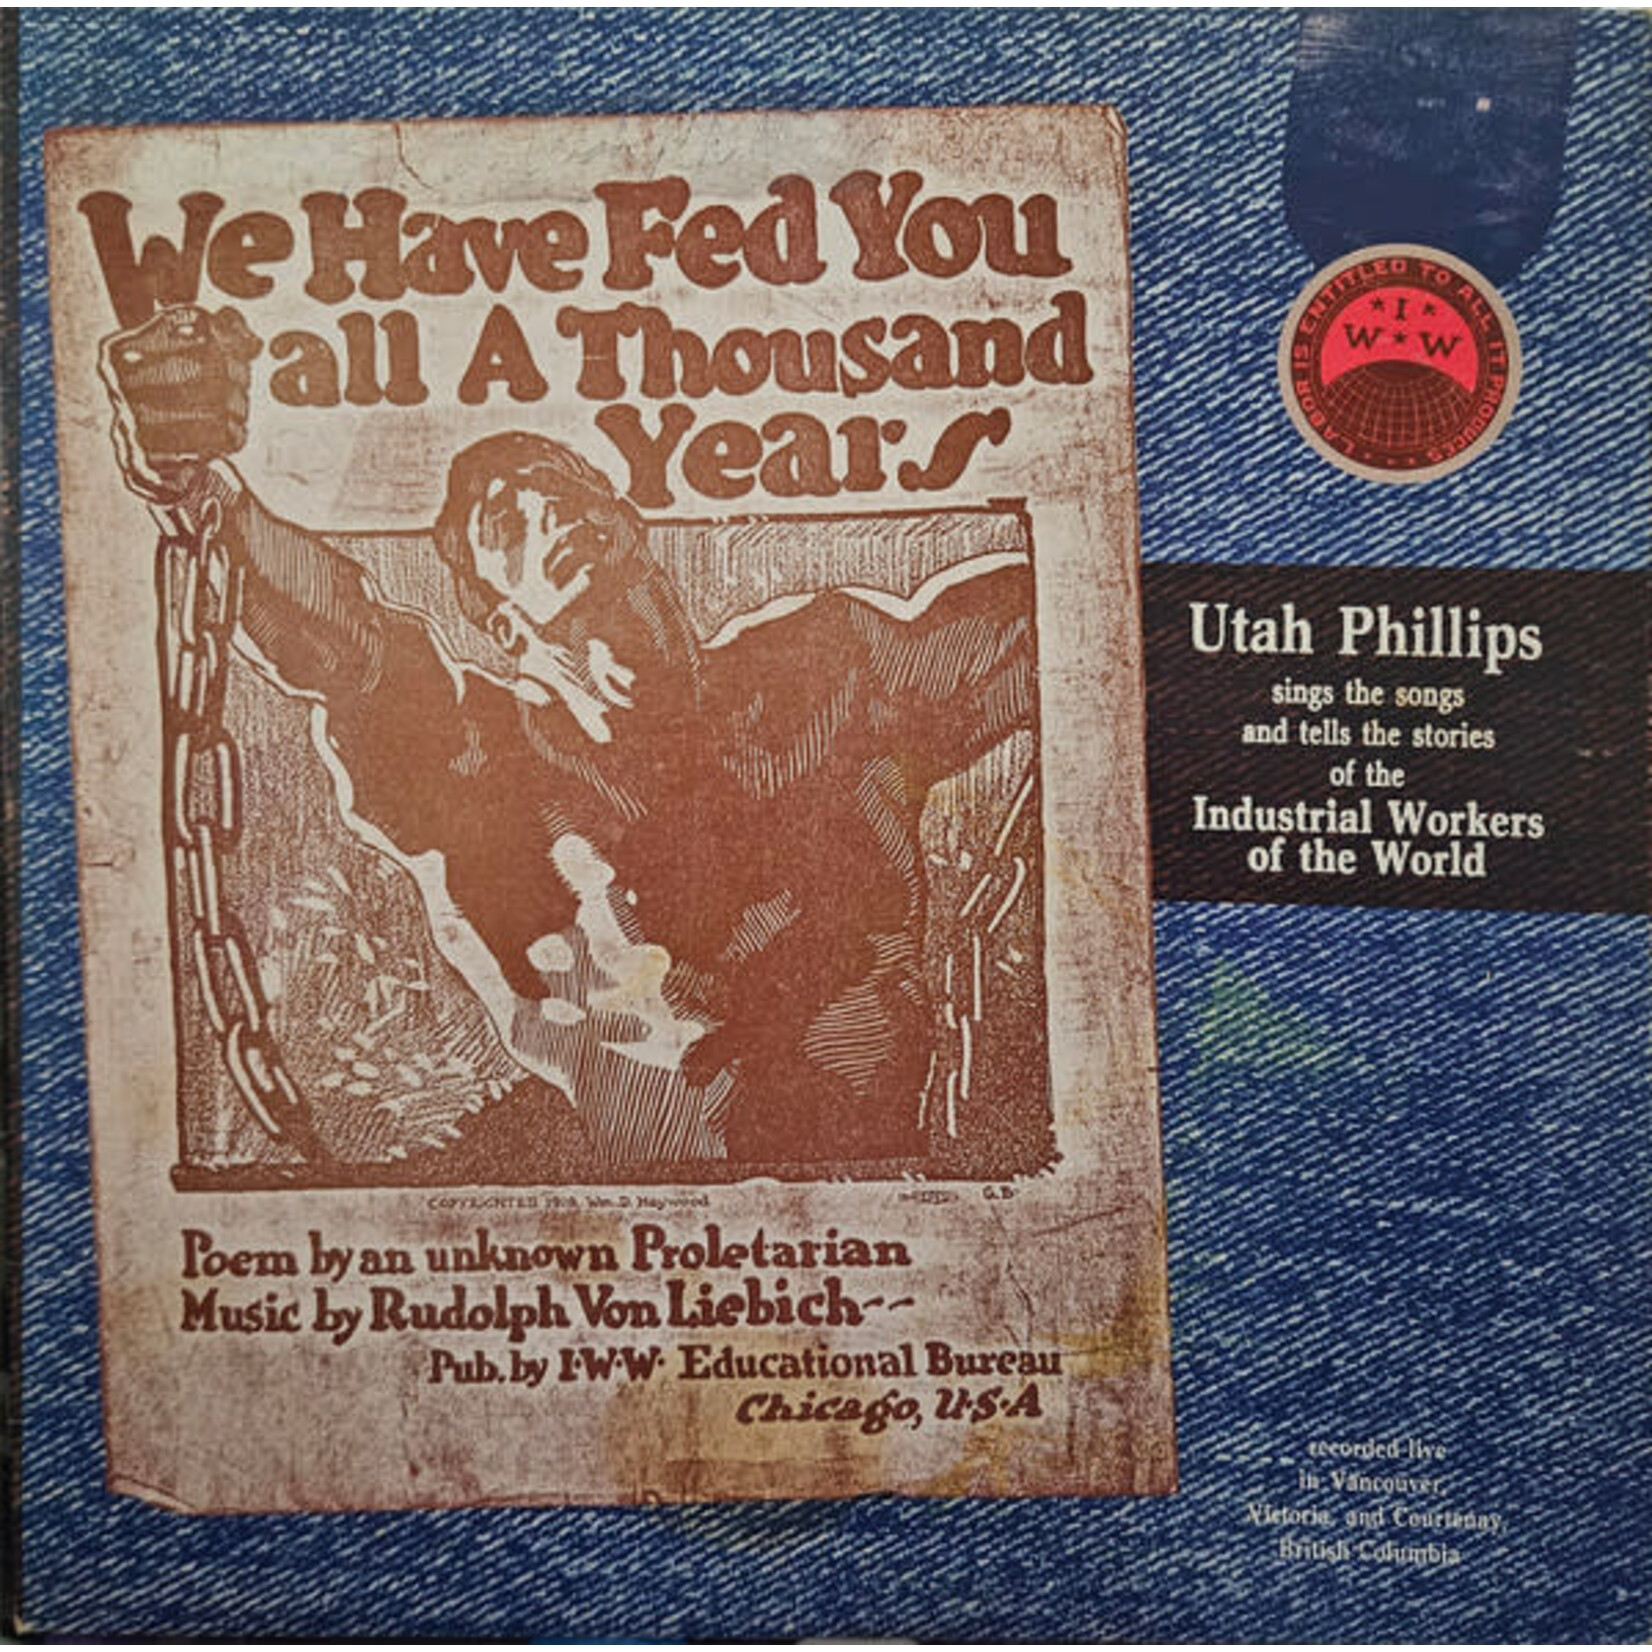 We Have Fed You
all A Thousand
Years
LABOR IS ENTITLED TO ALL IT PRODUCES
I
W W
Utah Phillips
sings the songs
and tells the stories
of the
Industrial Workers
of the World
COPYRIGHTED Wm. D. Haywood
G.B.
Poem by an unknown Proletarian
Music by Rudolph Von Liebich--
Pub. by I·W·W· Educational Bureau
Chicago, U·S·A
recorded live
in Vancouver,
Victoria, and Courtenay,
British Columbia